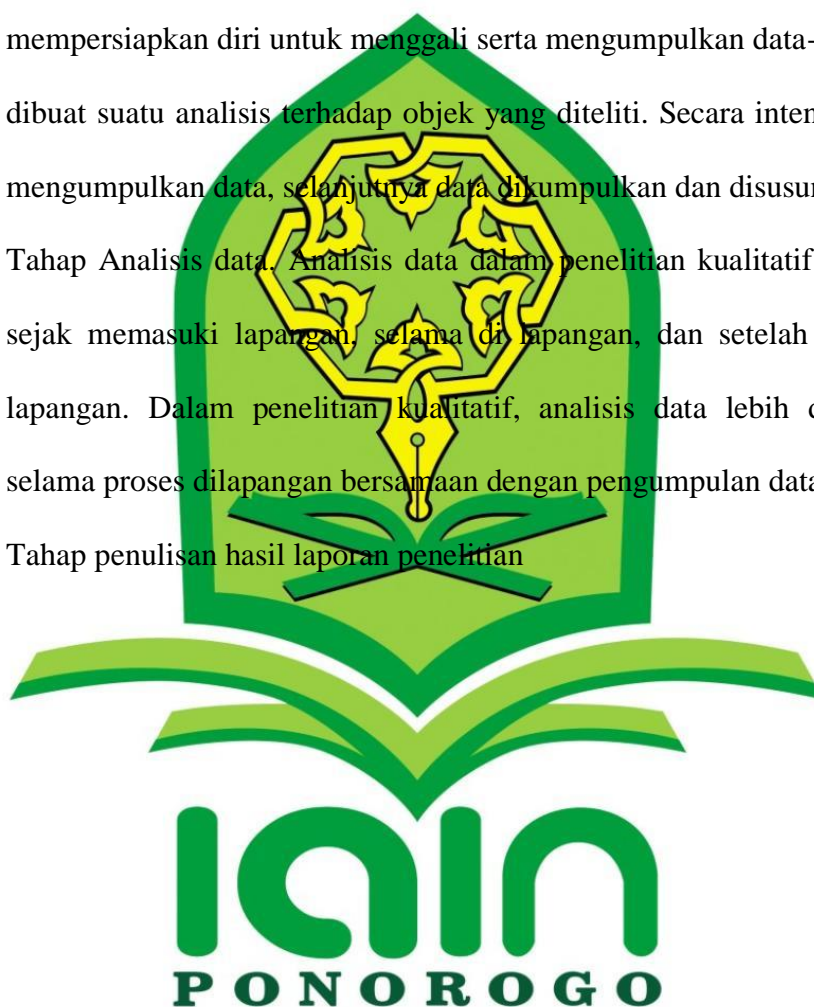 mempersiapkan diri untuk menggali serta mengumpulkan data-
dibuat suatu analisis terhadap objek yang diteliti. Secara inten
mengumpulkan data, selanjutnya data dikumpulkan dan disusun
Tahap Analisis data. Analisis data dalam penelitian kualitatif
sejak memasuki lapangan, selama di lapangan, dan setelah
lapangan. Dalam penelitian kualitatif, analisis data lebih d
selama proses dilapangan bersamaan dengan pengumpulan data
Tahap penulisan hasil laporan penelitian
IAIN
PONOROGO